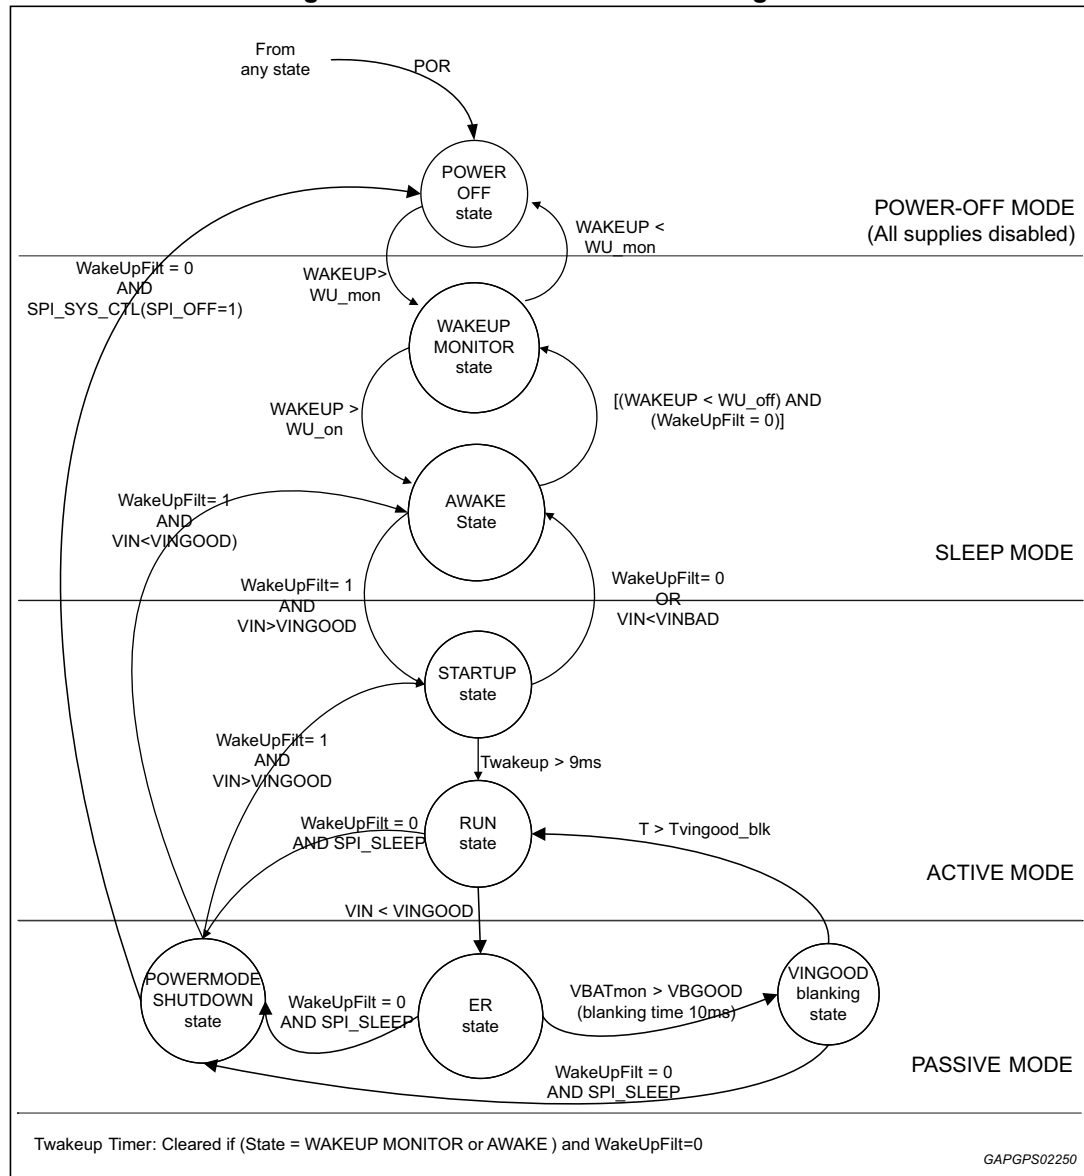 From
any state
POR
POWER
OFF
state
POWER-OFF MODE
(All supplies disabled)
WAKEUP <
WU_mon
WakeUpFilt = 0
AND
SPI_SYS_CTL(SPI_OFF=1)
WAKEUP>
WU_mon
WAKEUP
MONITOR
state
WAKEUP >
WU_on
[(WAKEUP < WU_off) AND
(WakeUpFilt = 0)]
AWAKE
State
WakeUpFilt= 1
AND
VIN<VINGOOD)
SLEEP MODE
WakeUpFilt= 1
AND
VIN>VINGOOD
WakeUpFilt= 0
OR
VIN<VINBAD
STARTUP
state
WakeUpFilt= 1
AND
VIN>VINGOOD
Twakeup > 9ms
RUN
state
WakeUpFilt = 0
AND SPI_SLEEP
T > Tvingood_blk
ACTIVE MODE
VIN < VINGOOD
POWERMODE
SHUTDOWN
state
WakeUpFilt = 0
AND SPI_SLEEP
ER
state
VBATmon > VBGOOD
(blanking time 10ms)
VINGOOD
blanking
state
WakeUpFilt = 0
AND SPI_SLEEP
PASSIVE MODE
Twakeup Timer: Cleared if (State = WAKEUP MONITOR or AWAKE ) and WakeUpFilt=0
GAPGPS02250